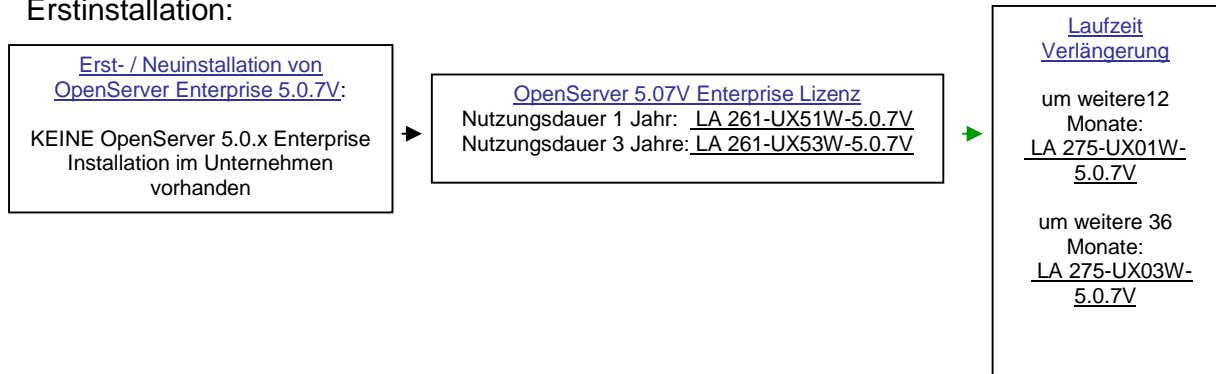 Erstinstallation:
Erst- / Neuinstallation von
OpenServer Enterprise 5.0.7V:
KEINE OpenServer 5.0.x Enterprise
Installation im Unternehmen
vorhanden
OpenServer 5.07V Enterprise Lizenz
Nutzungsdauer 1 Jahr: LA 261-UX51W-5.0.7V
Nutzungsdauer 3 Jahre: LA 261-UX53W-5.0.7V
Laufzeit
Verlängerung
um weitere12
Monate:
LA 275-UX01W-
5.0.7V
um weitere 36
Monate:
LA 275-UX03W-
5.0.7V